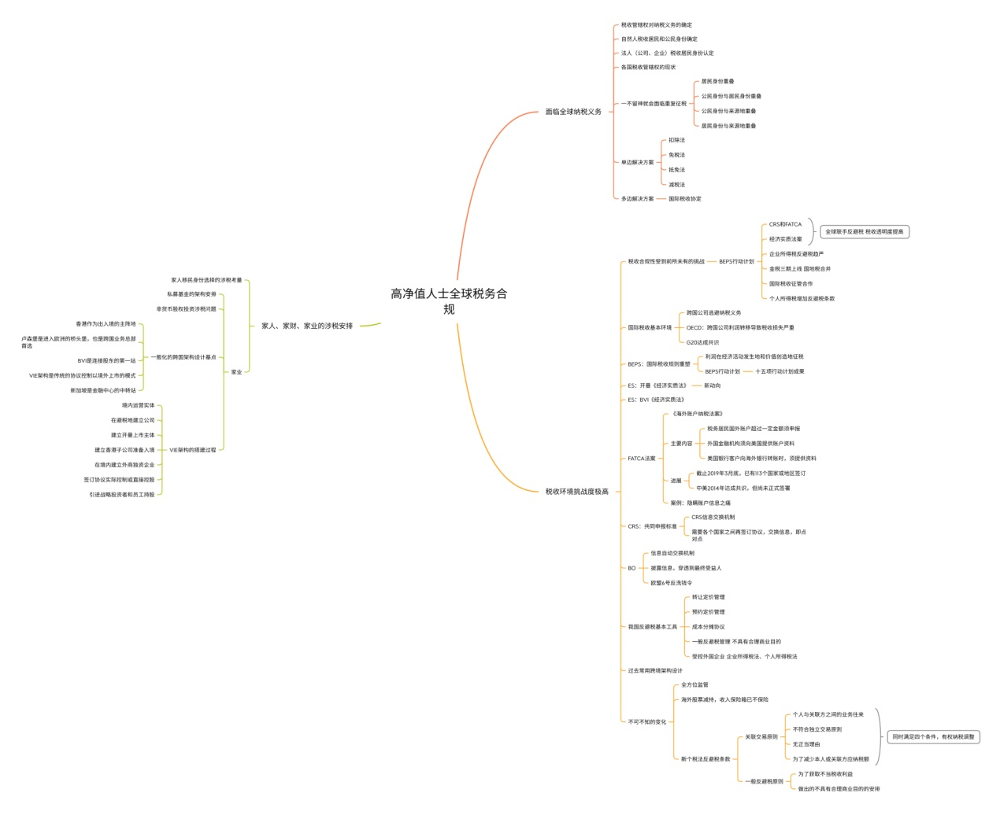 高净值人士全球税务合
规
面临全球纳税义务
税收管辖权对纳税义务的确定
自然人税收居民和公民身份确定
法人（公司、企业）税收居民身份认定
各国税收管辖权的现状
一不留神就会面临重复征税
居民身份重叠
公民身份与居民身份重叠
公民身份与来源地重叠
居民身份与来源地重叠
单边解决方案
扣除法
免税法
抵免法
减税法
多边解决方案
国际税收协定
税收环境挑战度极高
税收合规性受到前所未有的挑战
BEPS行动计划
CRS和FATCA
经济实质法案
全球联手反避税 税收透明度提高
企业所得税反避税趋严
金税三期上线 国地税合并
国际税收征管合作
个人所得税增加反避税条款
国际税收基本环境
跨国公司逃避纳税义务
OECD：跨国公司利润转移导致税收损失严重
G20达成共识
BEPS：国际税收规则重塑
利润在经济活动发生地和价值创造地征税
BEPS行动计划
十五项行动计划成果
ES：开曼《经济实质法》
新动向
ES：BVI《经济实质法》
FATCA法案
《海外账户纳税法案》
主要内容
税务居民国外账户超过一定金额须申报
外国金融机构须向美国提供账户资料
美国银行客户向海外银行转账时，须提供资料
进展
截止2019年3月底，已有113个国家或地区签订
中美2014年达成共识，但尚未正式签署
案例：隐瞒账户信息之痛
CRS：共同申报标准
CRS信息交换机制
需要各个国家之间再签订协议，交换信息，即点
对点
BO
信息自动交换机制
披露信息，穿透到最终受益人
欧盟6号反洗钱令
我国反避税基本工具
转让定价管理
预约定价管理
成本分摊协议
一般反避税管理 不具有合理商业目的
受控外国企业 企业所得税法、个人所得税法
过去常用跨境架构设计
不可不知的变化
全方位监管
海外股票减持，收入保险箱已不保险
新个税法反避税条款
关联交易原则
个人与关联方之间的业务往来
不符合独立交易原则
无正当理由
为了减少本人或关联方应纳税额
同时满足四个条件，有权纳税调整
一般反避税原则
为了获取不当税收利益
做出的不具有合理商业目的的安排
家人、家财、家业的涉税安排
家人移民身份选择的涉税考量
家业
私募基金的架构安排
非货币股权投资涉税问题
一般化的跨国架构设计基点
香港作为出入境的主阵地
卢森堡是进入欧洲的桥头堡，也是跨国业务总部
首选
BVI是连接股东的第一站
VIE架构是传统的协议控制以境外上市的模式
新加坡是金融中心的中转站
VIE架构的搭建过程
境内运营实体
在避税地建立公司
建立开曼上市主体
建立香港子公司准备入境
在境内建立外商独资企业
签订协议实际控制或直接控股
引进战略投资者和员工持股